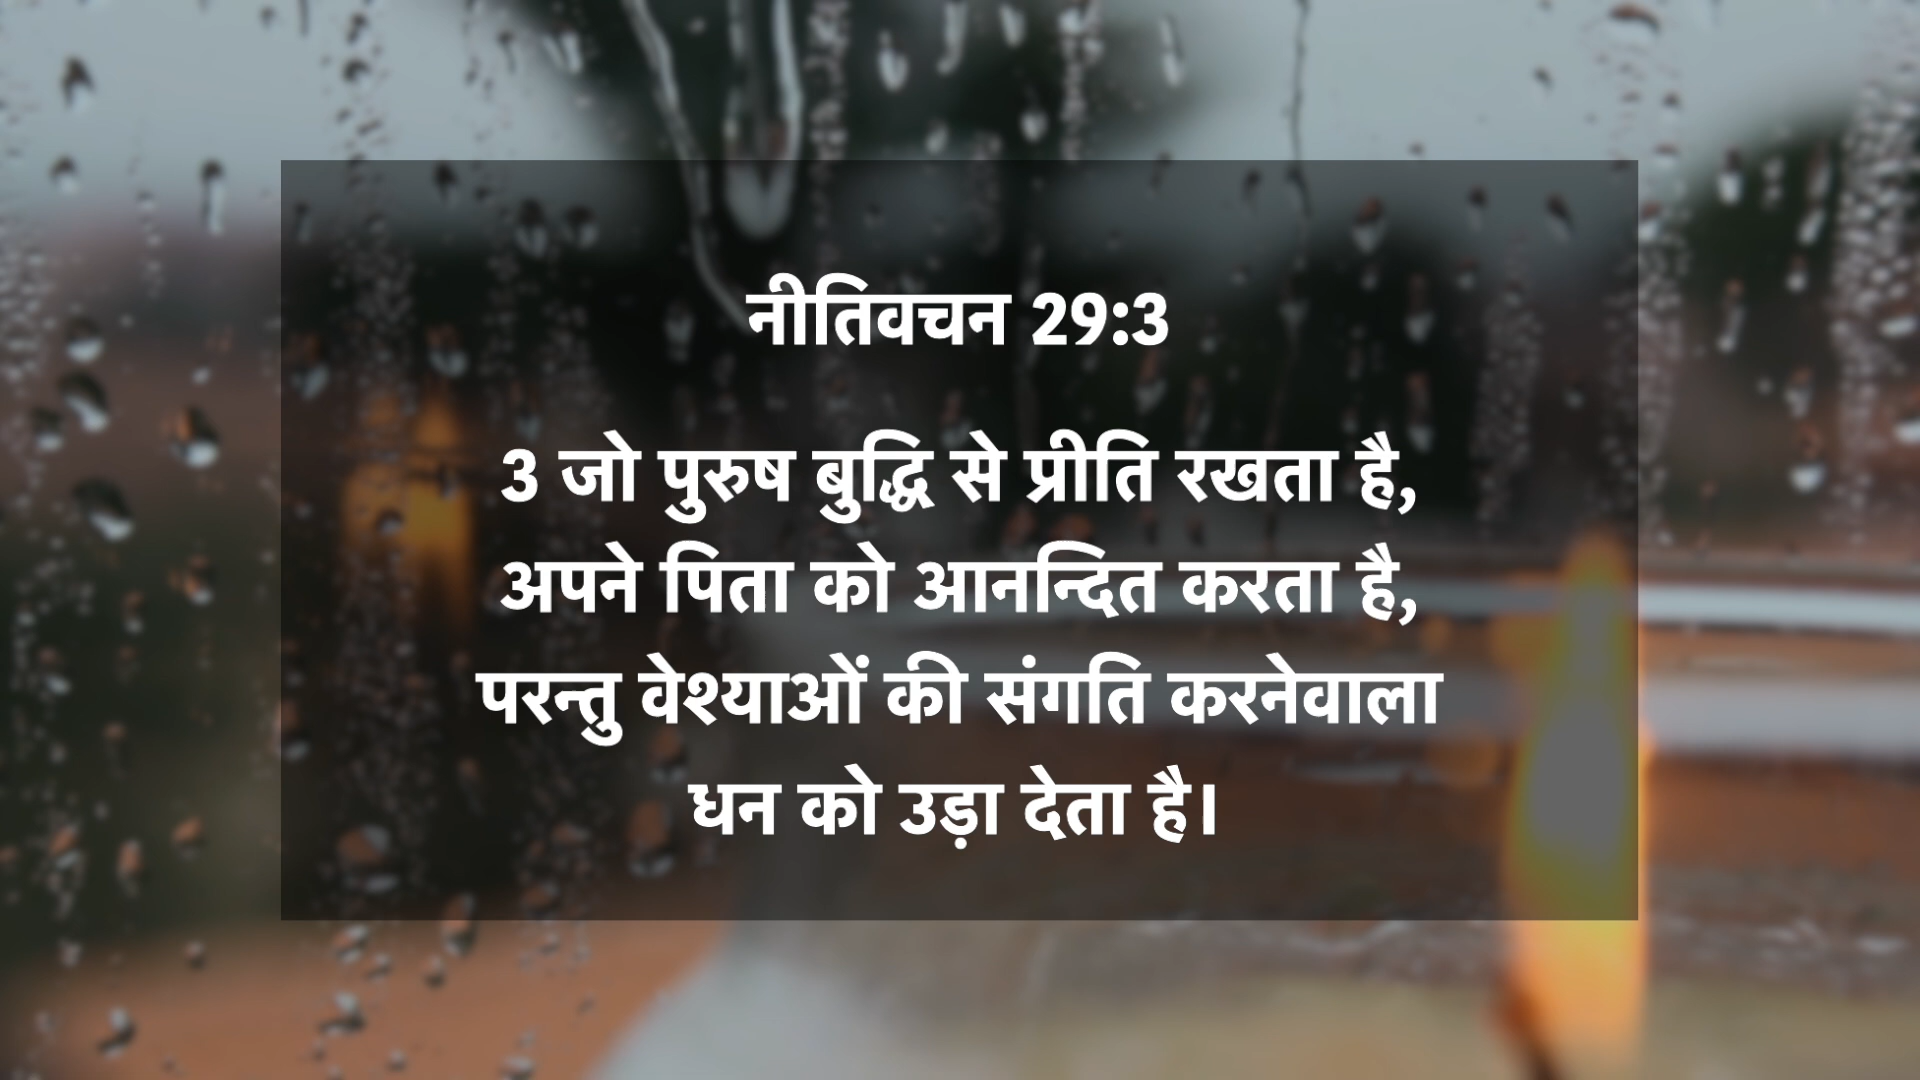 नीतिवचन 29:3
3 जो पुरुष बुद्धि से प्रीति रखता है,
अपने पिता को आनन्दित करता है,
परन्तु वेश्याओं की संगति करनेवाला
धन को उड़ा देता है।